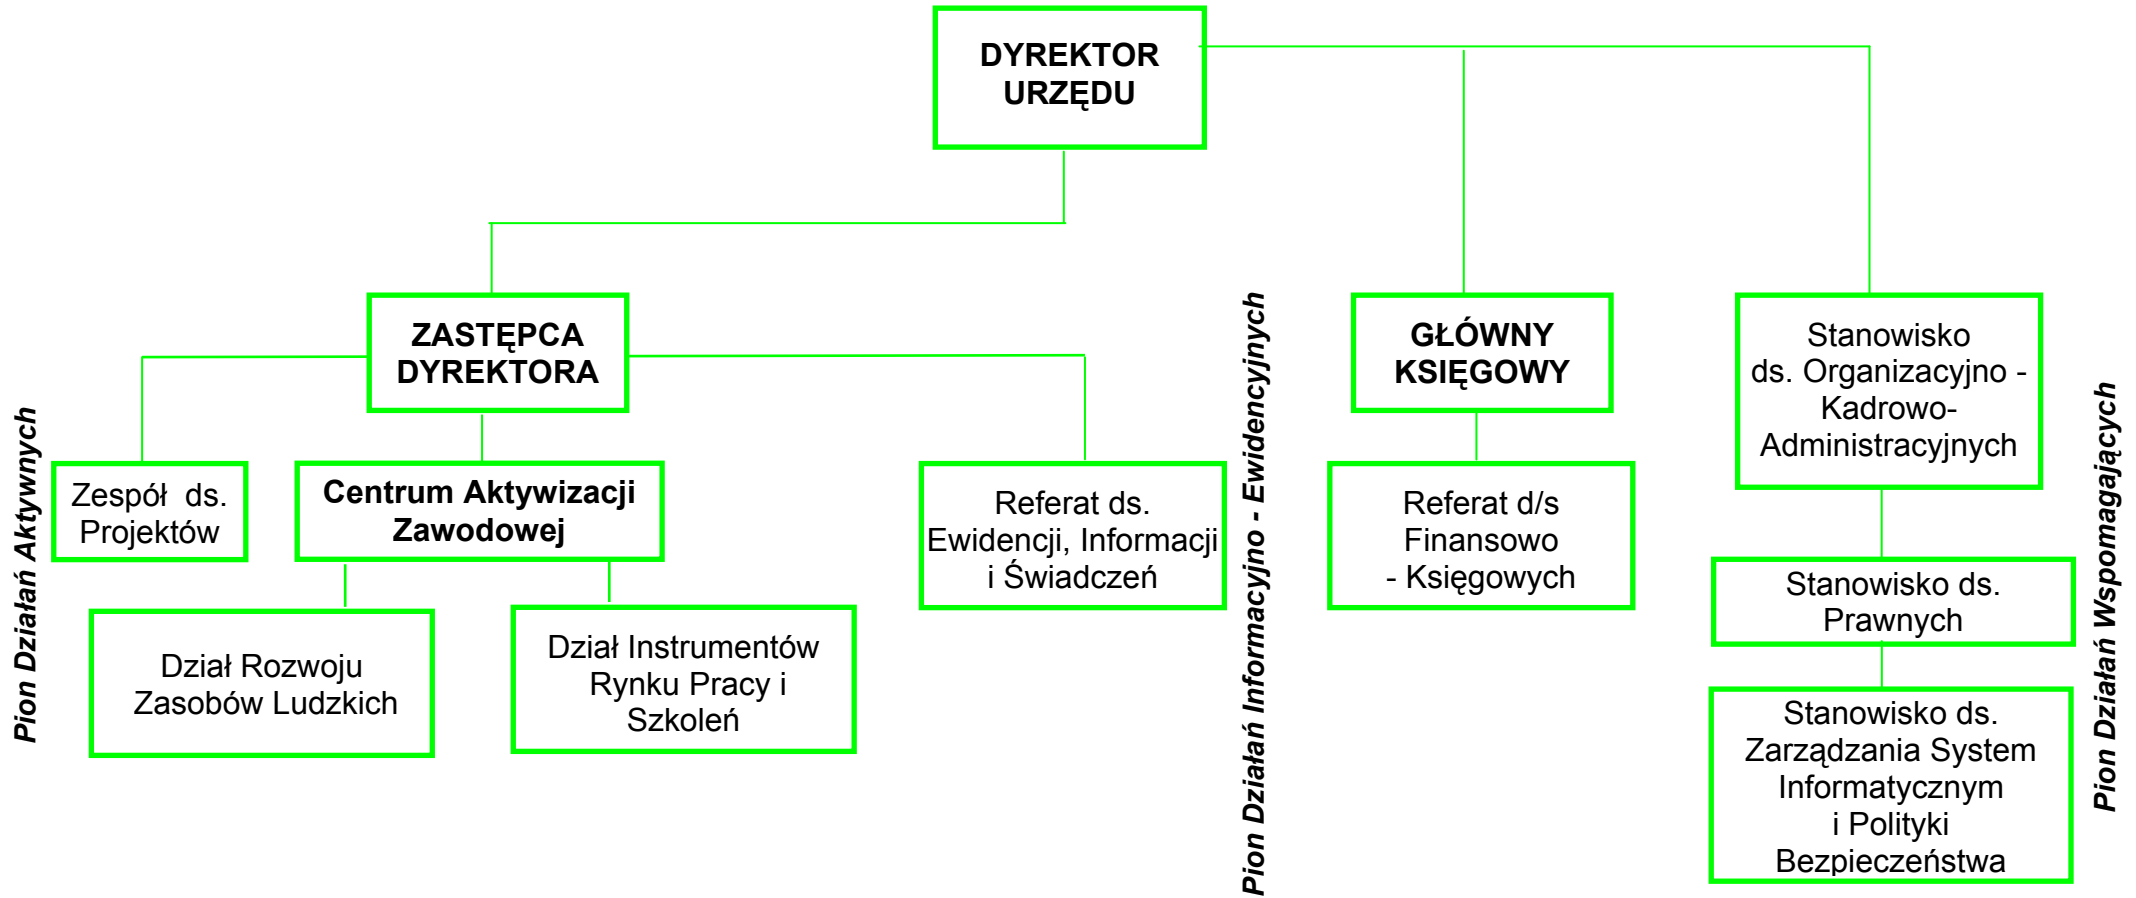 DYREKTOR
URZĘDU
ZASTĘPCA
DYREKTORA
GŁÓWNY
KSIĘGOWY
Stanowisko
ds. Organizacyjno -
Kadrowo-
Administracyjnych
Pion Działań Aktywnych
Zespół ds.
Projektów
Centrum Aktywizacji
Zawodowej
Referat ds.
Ewidencji, Informacji
i Świadczeń
Pion Działań Informacyjno - Ewidencyjnych
Referat d/s
Finansowo
- Księgowych
Stanowisko ds.
Prawnych
Pion Działań Wspomagających
Dział Rozwoju
Zasobów Ludzkich
Dział Instrumentów
Rynku Pracy i
Szkoleń
Stanowisko ds.
Zarządzania System
Informatycznym
i Polityki
Bezpieczeństwa